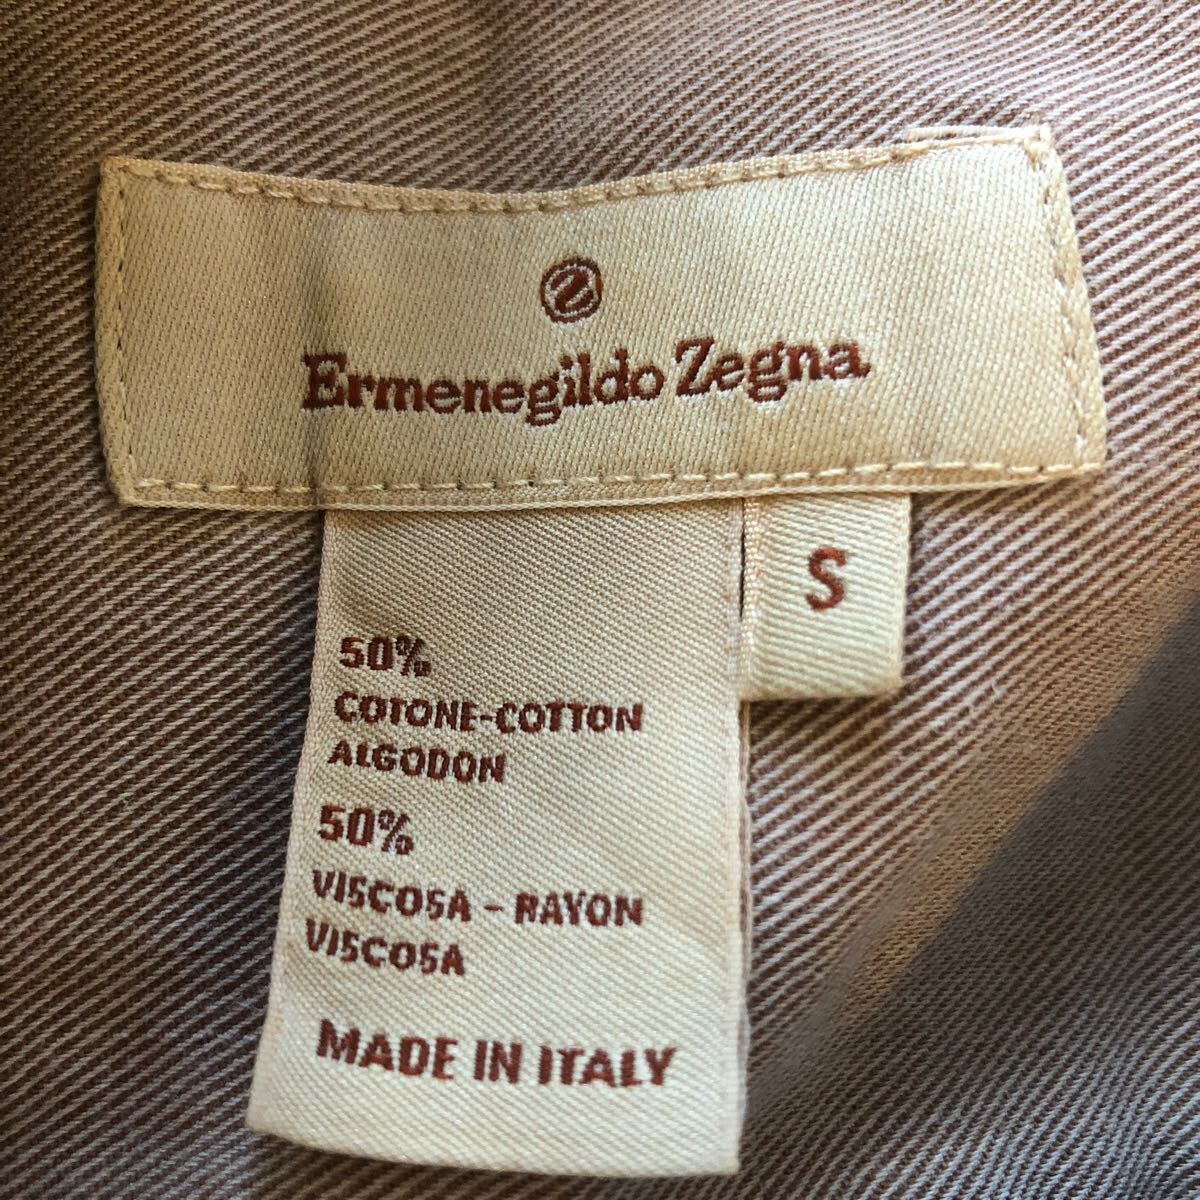 Ermenegildo Zegna
S
50%
COTONE-COTTON
ALGODON
50%
VISCOSA - RAYON
VISCOSA
MADE IN ITALY